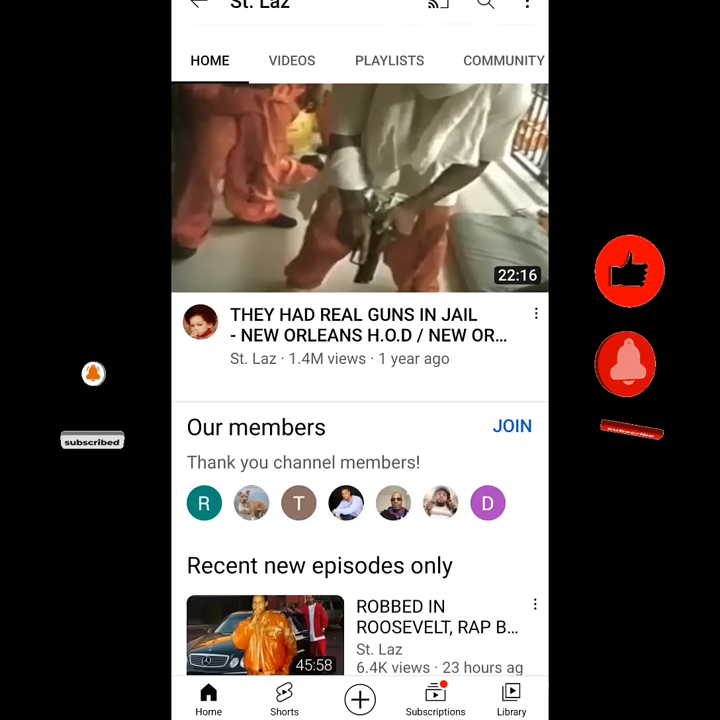 St. Laz
HOME VIDEOS PLAYLISTS COMMUNITY
22:16
THEY HAD REAL GUNS IN JAIL
- NEW ORLEANS H.O.D / NEW OR...
St. Laz · 1.4M views · 1 year ago
Our members
JOIN
Thank you channel members!
R T D
Recent new episodes only
ROBBED IN
ROOSEVELT, RAP B...
St. Laz
6.4K views · 23 hours ag
45:58
Home Shorts Subscriptions Library
subscribed
subscribe